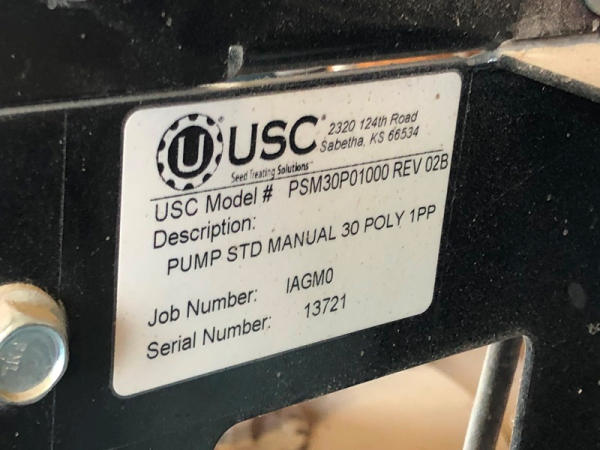 U USC®
2320 124th Road
Sabetha, KS 66534
Seed Treating Solutions™
USC Model # PSM30P01000 REV 02B
Description:
PUMP STD MANUAL 30 POLY 1PP
Job Number: IAGM0
Serial Number: 13721